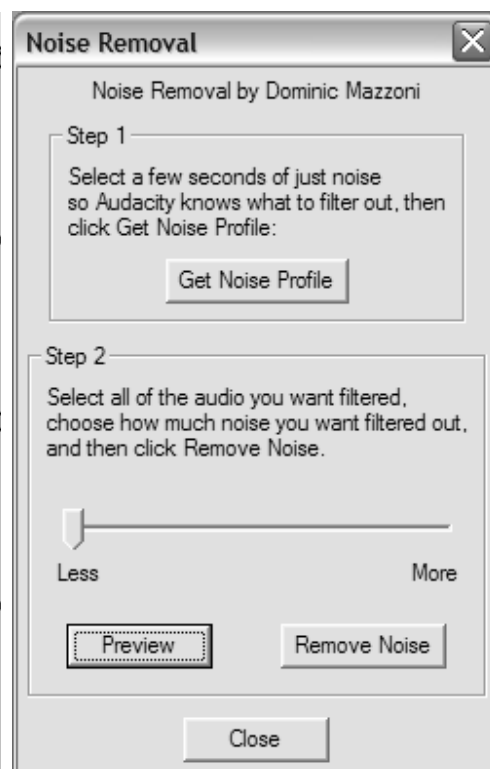 Noise Removal
Noise Removal by Dominic Mazzoni
Step 1
Select a few seconds of just noise
so Audacity knows what to filter out, then
click Get Noise Profile:
Get Noise Profile
Step 2
Select all of the audio you want filtered,
choose how much noise you want filtered out,
and then click Remove Noise.
Less More
Preview Remove Noise
Close